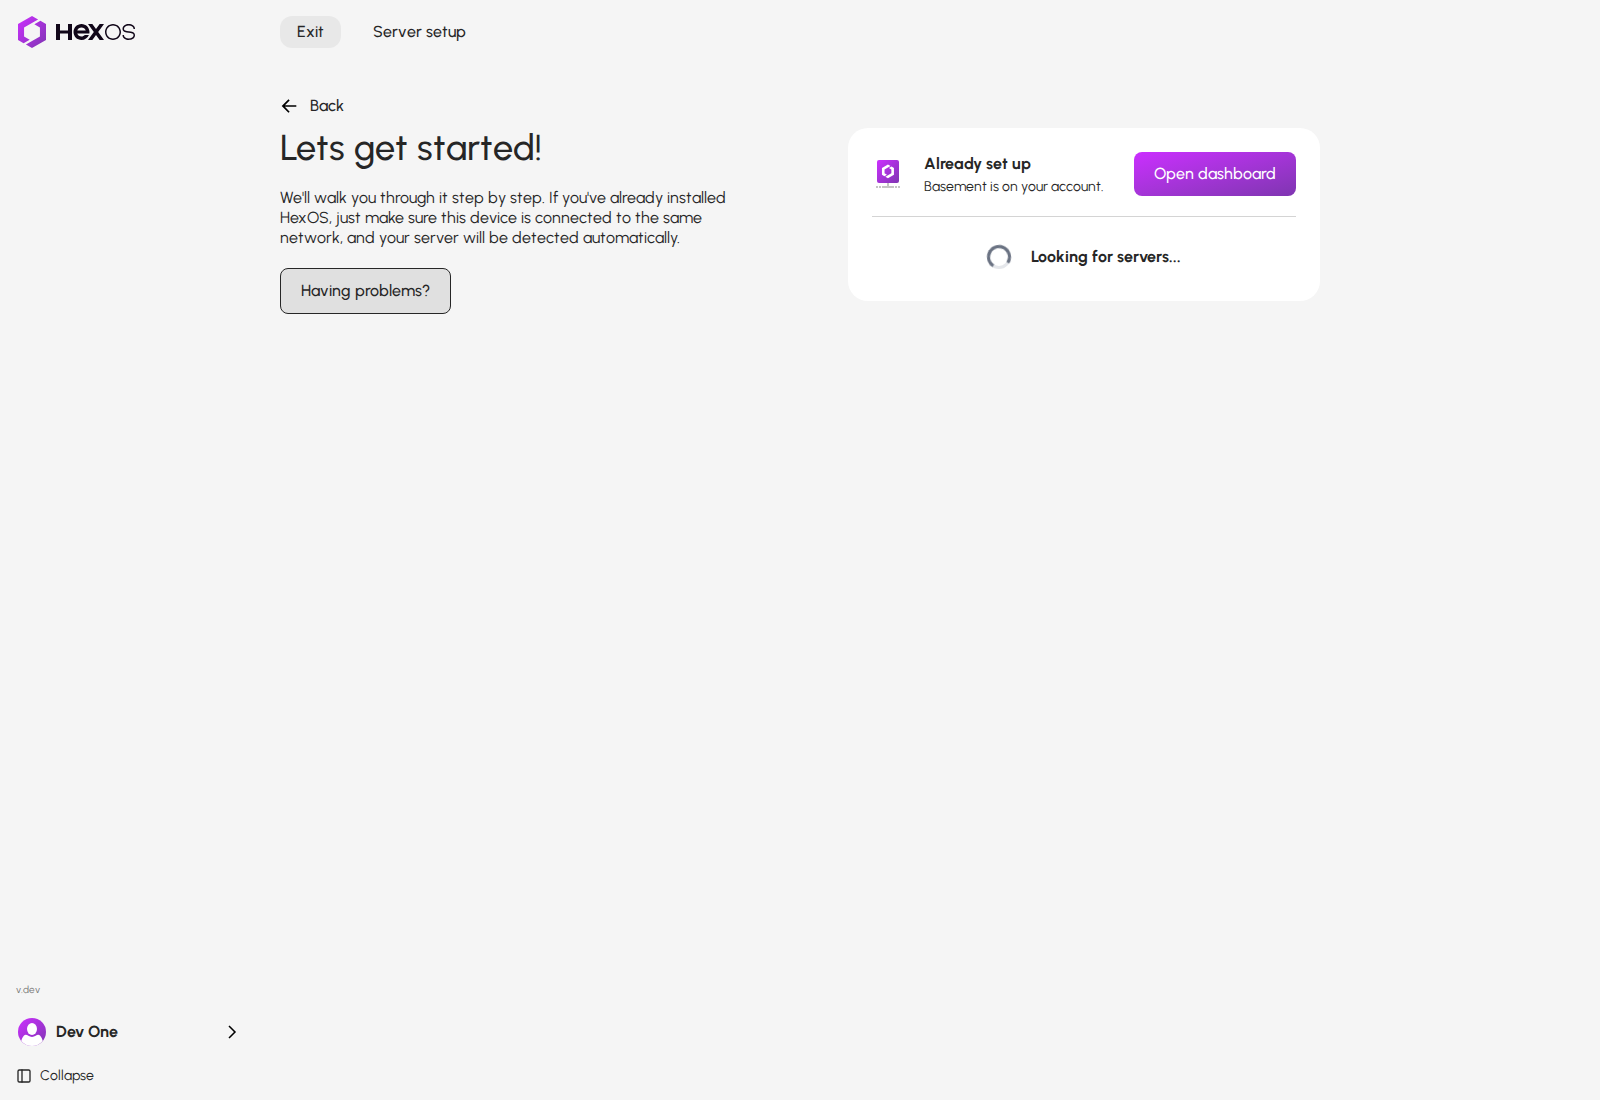 HexOS
Exit
Server setup
Back
Lets get started!
We'll walk you through it step by step. If you've already installed
HexOS, just make sure this device is connected to the same
network, and your server will be detected automatically.
Having problems?
Already set up
Basement is on your account.
Open dashboard
Looking for servers...
v.dev
Dev One
Collapse